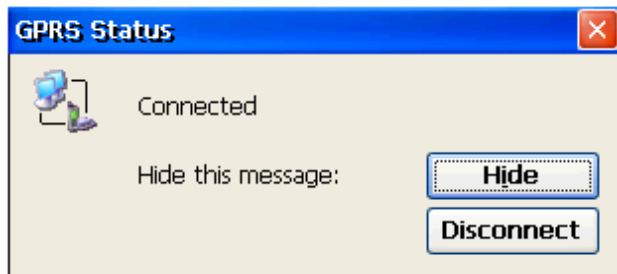 GPRS Status
Connected
Hide this message:
Hide
Disconnect